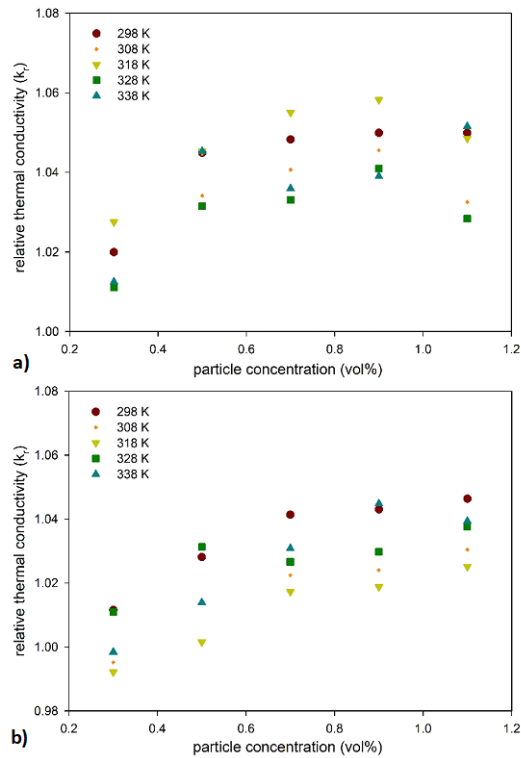 1.08
298 K
308 K
318 K
328 K
338 K
1.06
1.04
1.02
1.00
relative thermal conductivity (kr)
0.2 0.4 0.6 0.8 1.0 1.2
particle concentration (vol%)
a)
1.08
298 K
308 K
318 K
328 K
338 K
1.06
1.04
1.02
1.00
0.98
relative thermal conductivity (kr)
0.2 0.4 0.6 0.8 1.0 1.2
particle concentration (vol%)
b)